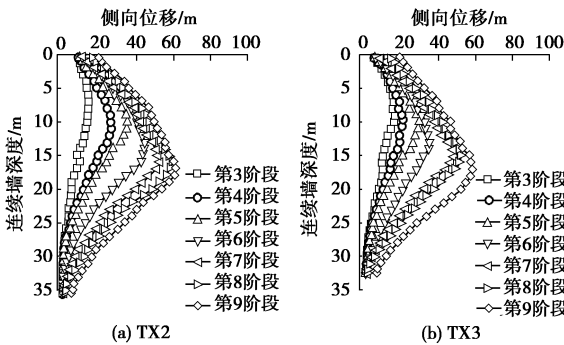 侧向位移/m
0 20 40 60 80 100
0
5
10
15
20
25
30
35
连续墙深度/m
第3阶段
第4阶段
第5阶段
第6阶段
第7阶段
第8阶段
第9阶段
(a) TX2
侧向位移/m
0 20 40 60 80 100
0
5
10
15
20
25
30
35
连续墙深度/m
第3阶段
第4阶段
第5阶段
第6阶段
第7阶段
第8阶段
第9阶段
(b) TX3